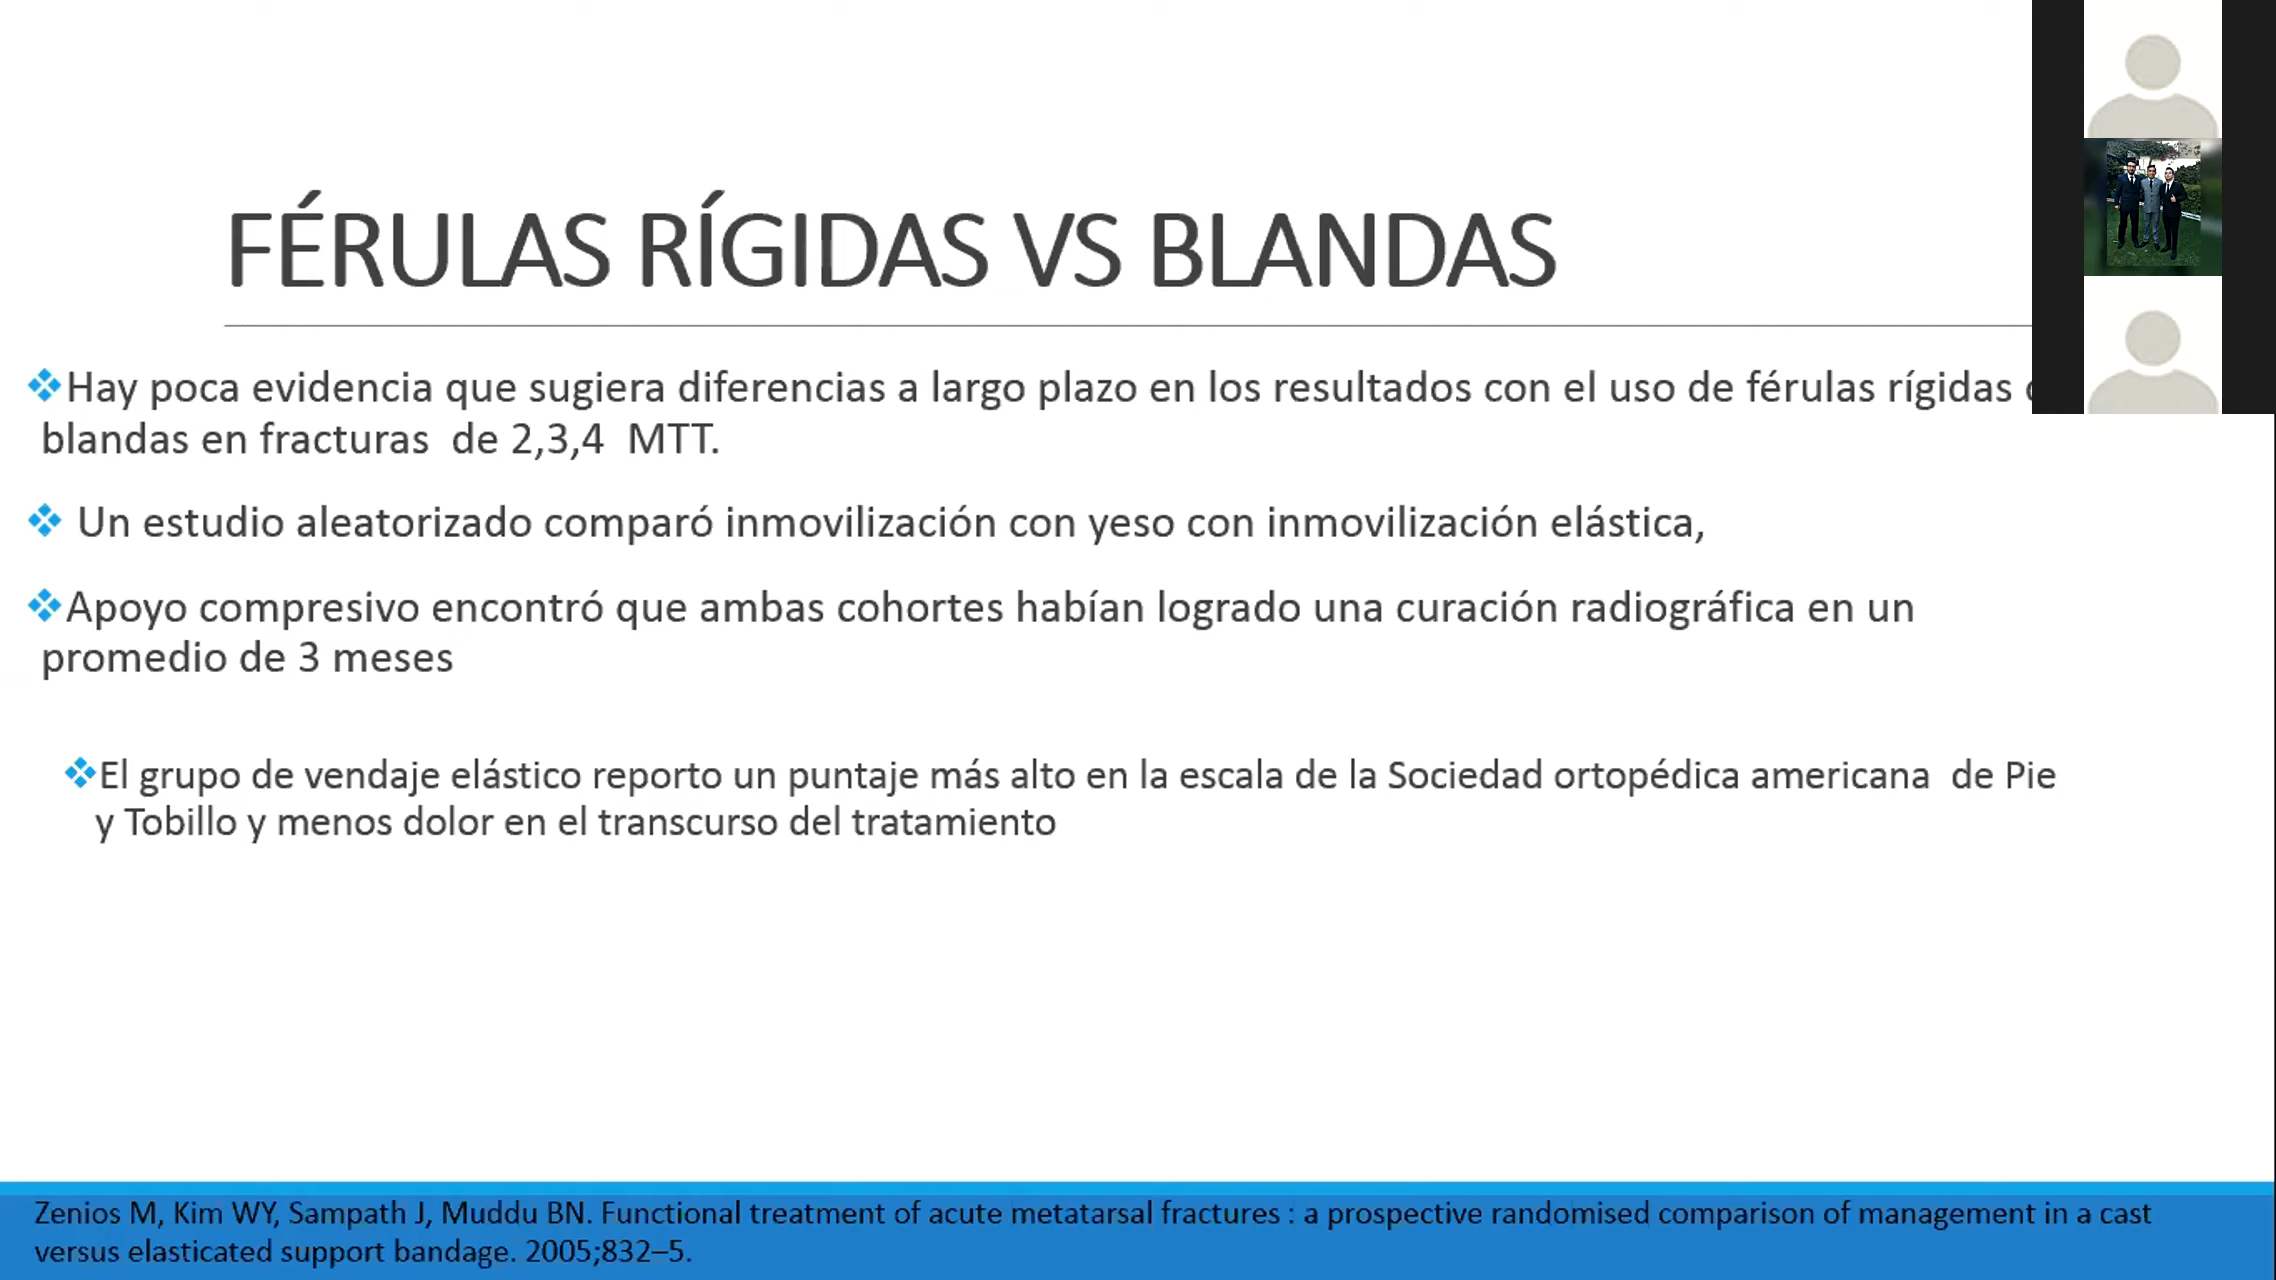 FÉRULAS RÍGIDAS VS BLANDAS
Hay poca evidencia que sugiera diferencias a largo plazo en los resultados con el uso de férulas rígidas
blandas en fracturas de 2,3,4 MTT.
Un estudio aleatorizado comparó inmovilización con yeso con inmovilización elástica,
Apoyo compresivo encontró que ambas cohortes habían logrado una curación radiográfica en un
promedio de 3 meses
El grupo de vendaje elástico reporto un puntaje más alto en la escala de la Sociedad ortopédica americana de Pie
y Tobillo y menos dolor en el transcurso del tratamiento
Zenios M, Kim WY, Sampath J, Muddu BN. Functional treatment of acute metatarsal fractures : a prospective randomised comparison of management in a cast
versus elasticated support bandage. 2005;832–5.